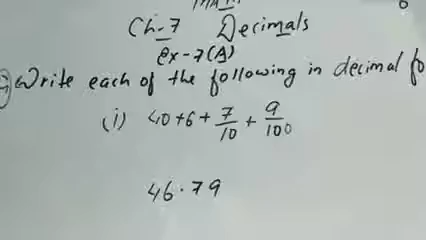 Ch-7 Decimals
ex-7(A)
Write each of the following in decimal fo
(i) 40+6+7/10+9/100
46.79